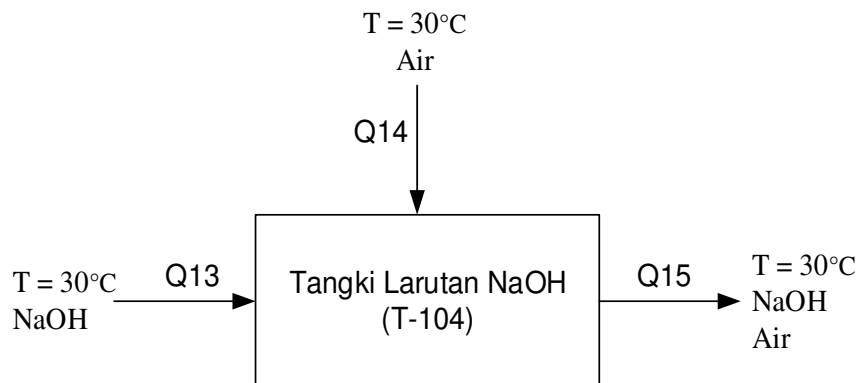 T = 30°C
Air
Q14
T = 30°C
NaOH
Q13
Tangki Larutan NaOH
(T-104)
Q15
T = 30°C
NaOH
Air